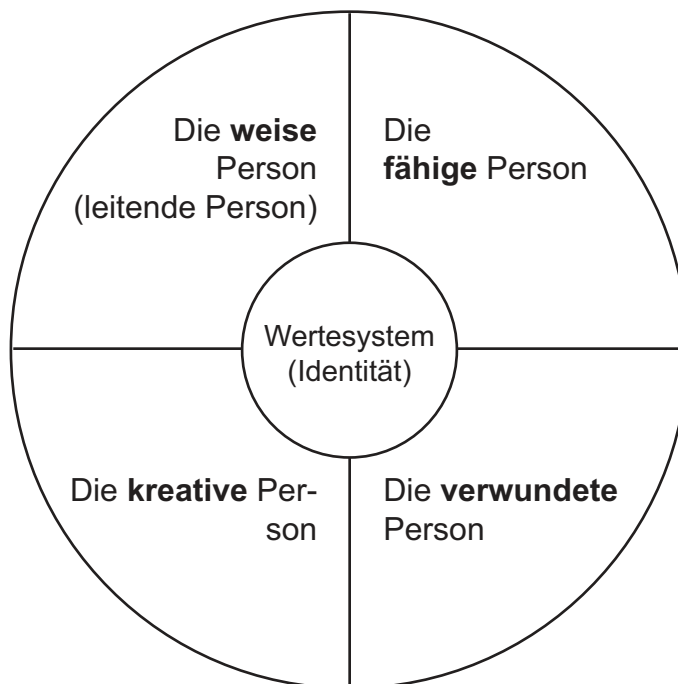 Die weise
Person
(leitende Person)
Die
fähige Person
Wertesystem
(Identität)
Die kreative Per-
son
Die verwundete
Person